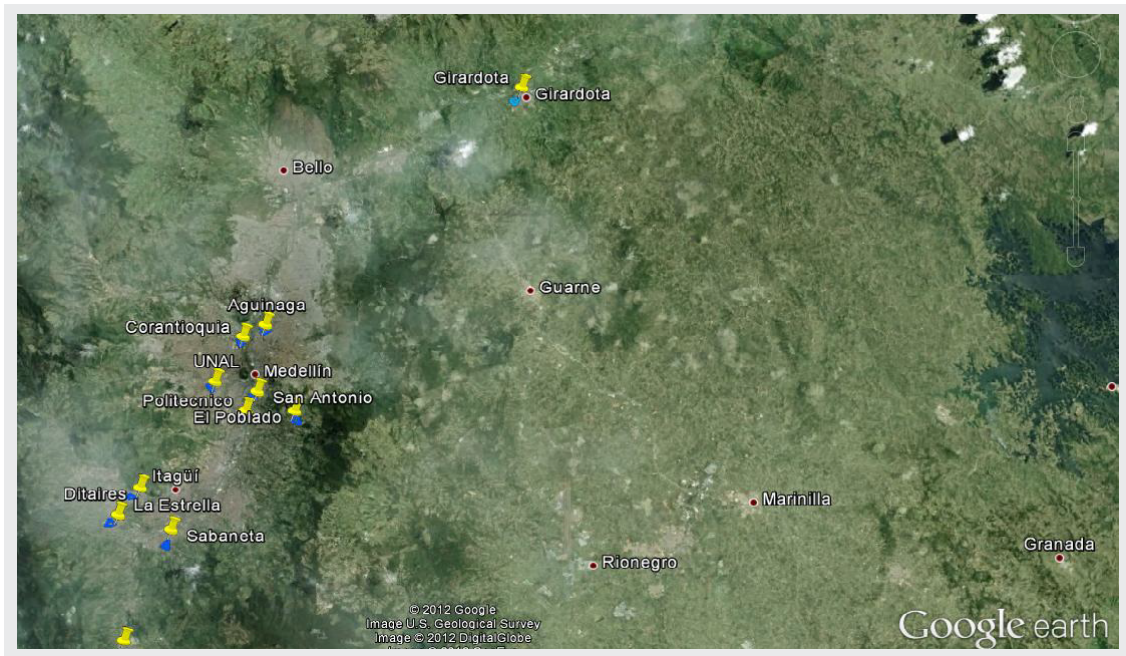 Girardota
Girardota
Bello
Guarne
Aguinaga
Corantioquia
UNAL
Medellín
Politecnico
San Antonio
El Poblado
Itagüí
Ditaires
La Estrella
Sabaneta
Marinilla
Rionegro
Granada
© 2012 Google
Image U.S. Geological Survey
Image © 2012 DigitalGlobe
Google earth